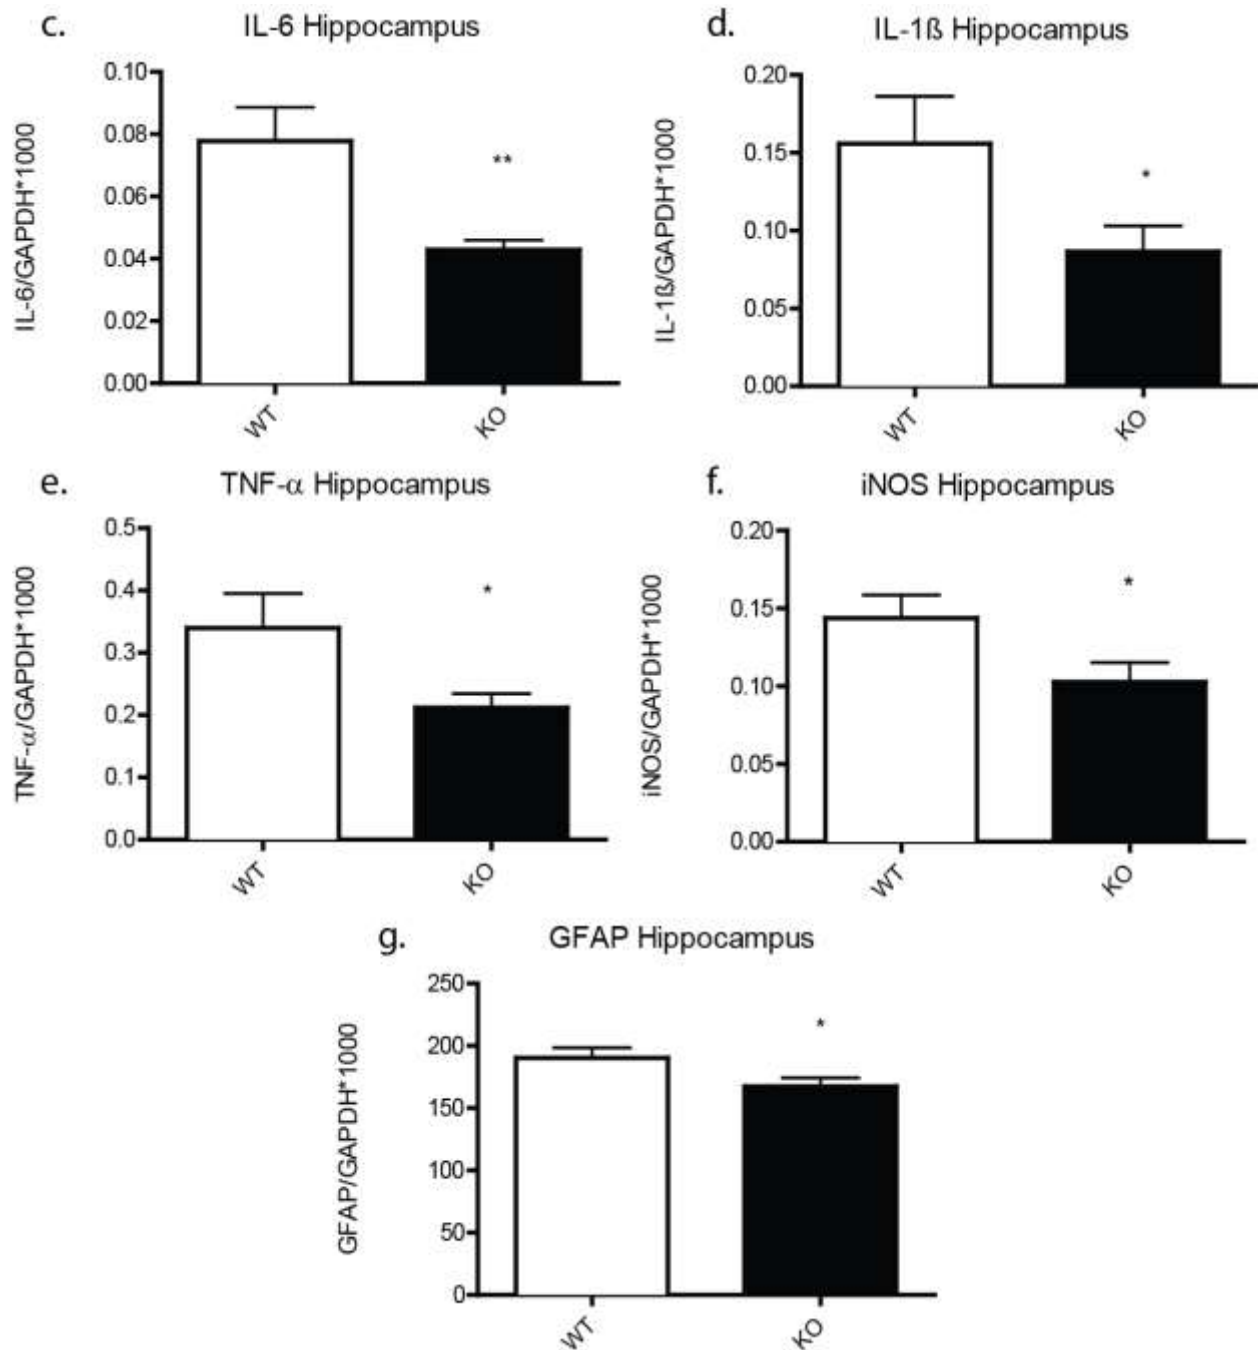 c.
IL-6 Hippocampus
IL-6/GAPDH*1000
0.10
0.08
0.06
0.04
0.02
0.00
**
WT
KO
d.
IL-1ß Hippocampus
IL-1ß/GAPDH*1000
0.20
0.15
0.10
0.05
0.00
*
WT
KO
e.
TNF-α Hippocampus
TNF-α/GAPDH*1000
0.5
0.4
0.3
0.2
0.1
0.0
*
WT
KO
f.
iNOS Hippocampus
iNOS/GAPDH*1000
0.20
0.15
0.10
0.05
0.00
*
WT
KO
g.
GFAP Hippocampus
GFAP/GAPDH*1000
250
200
150
100
50
0
*
WT
KO